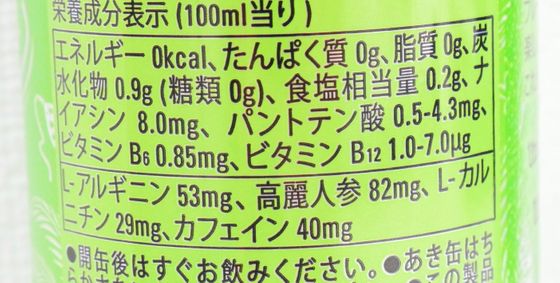 栄養成分表示 (100ml当り)
エネルギー 0kcal、たんぱく質 0g、脂質 0g、炭
水化物 0.9g (糖類 0g)、食塩相当量 0.2g、ナ
イアシン 8.0mg、パントテン酸 0.5-4.3mg、
ビタミン B6 0.85mg、ビタミン B12 1.0-7.0μg
L-アルギニン 53mg、高麗人参 82mg、L-カル
ニチン 29mg、カフェイン 40mg
●開缶後はすぐお飲みください。●あき缶はち